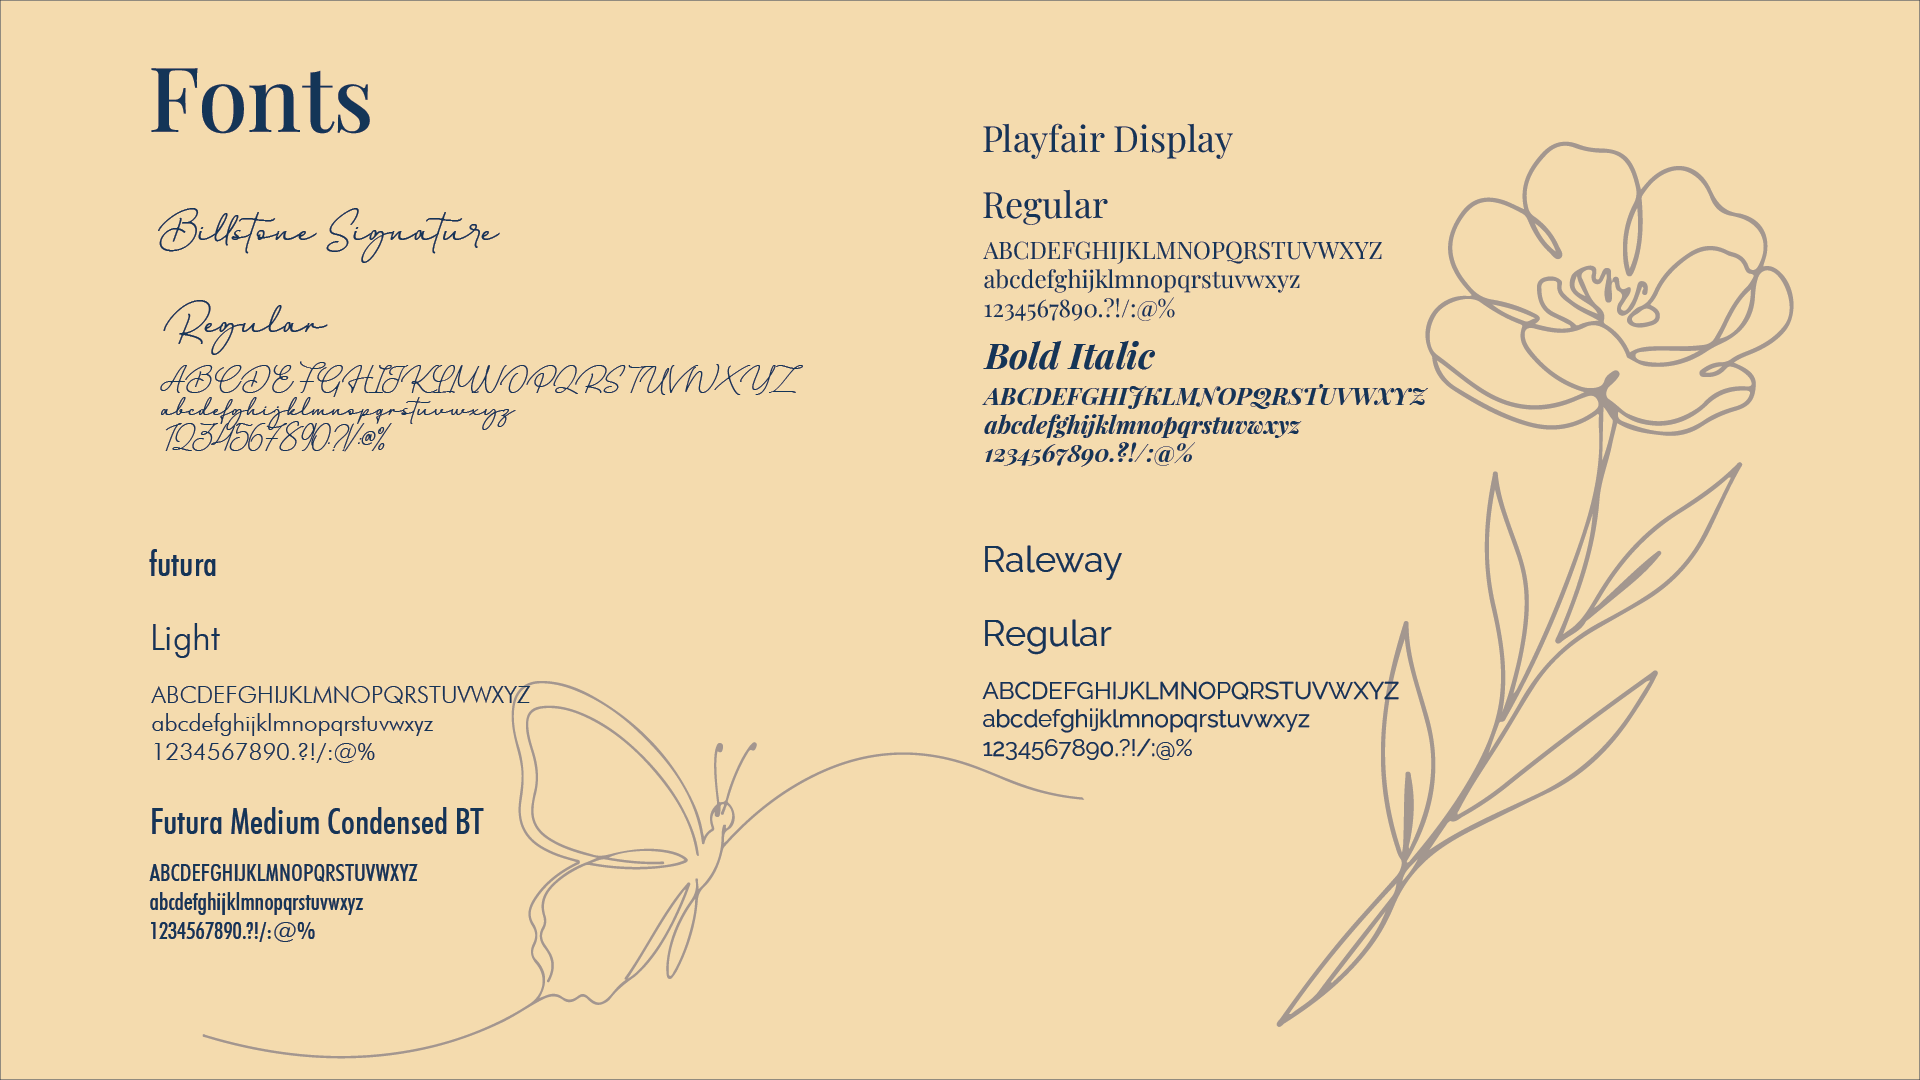 Fonts
Billstone Signature
Regular
ABCDEFGHIJKLMNOPQRSTUVWXYZ
abcdefghijklmnopqrstuvwxyz
1234567890.?!/:@%
futura
Light
ABCDEFGHIJKLMNOPQRSTUVWXYZ
abcdefghijklmnopqrstuvwxyz
1234567890.?!/:@%
Futura Medium Condensed BT
ABCDEFGHIJKLMNOPQRSTUVWXYZ
abcdefghijklmnopqrstuvwxyz
1234567890.?!/:@%
Playfair Display
Regular
ABCDEFGHIJKLMNOPQRSTUVWXYZ
abcdefghijklmnopqrstuvwxyz
1234567890.?!/:@%
Bold Italic
ABCDEFGHIJKLMNOPQRSTUVWXYZ
abcdefghijklmnopqrstuvwxyz
1234567890.?!/:@%
Raleway
Regular
ABCDEFGHIJKLMNOPQRSTUVWXYZ
abcdefghijklmnopqrstuvwxyz
1234567890.?!/:@%